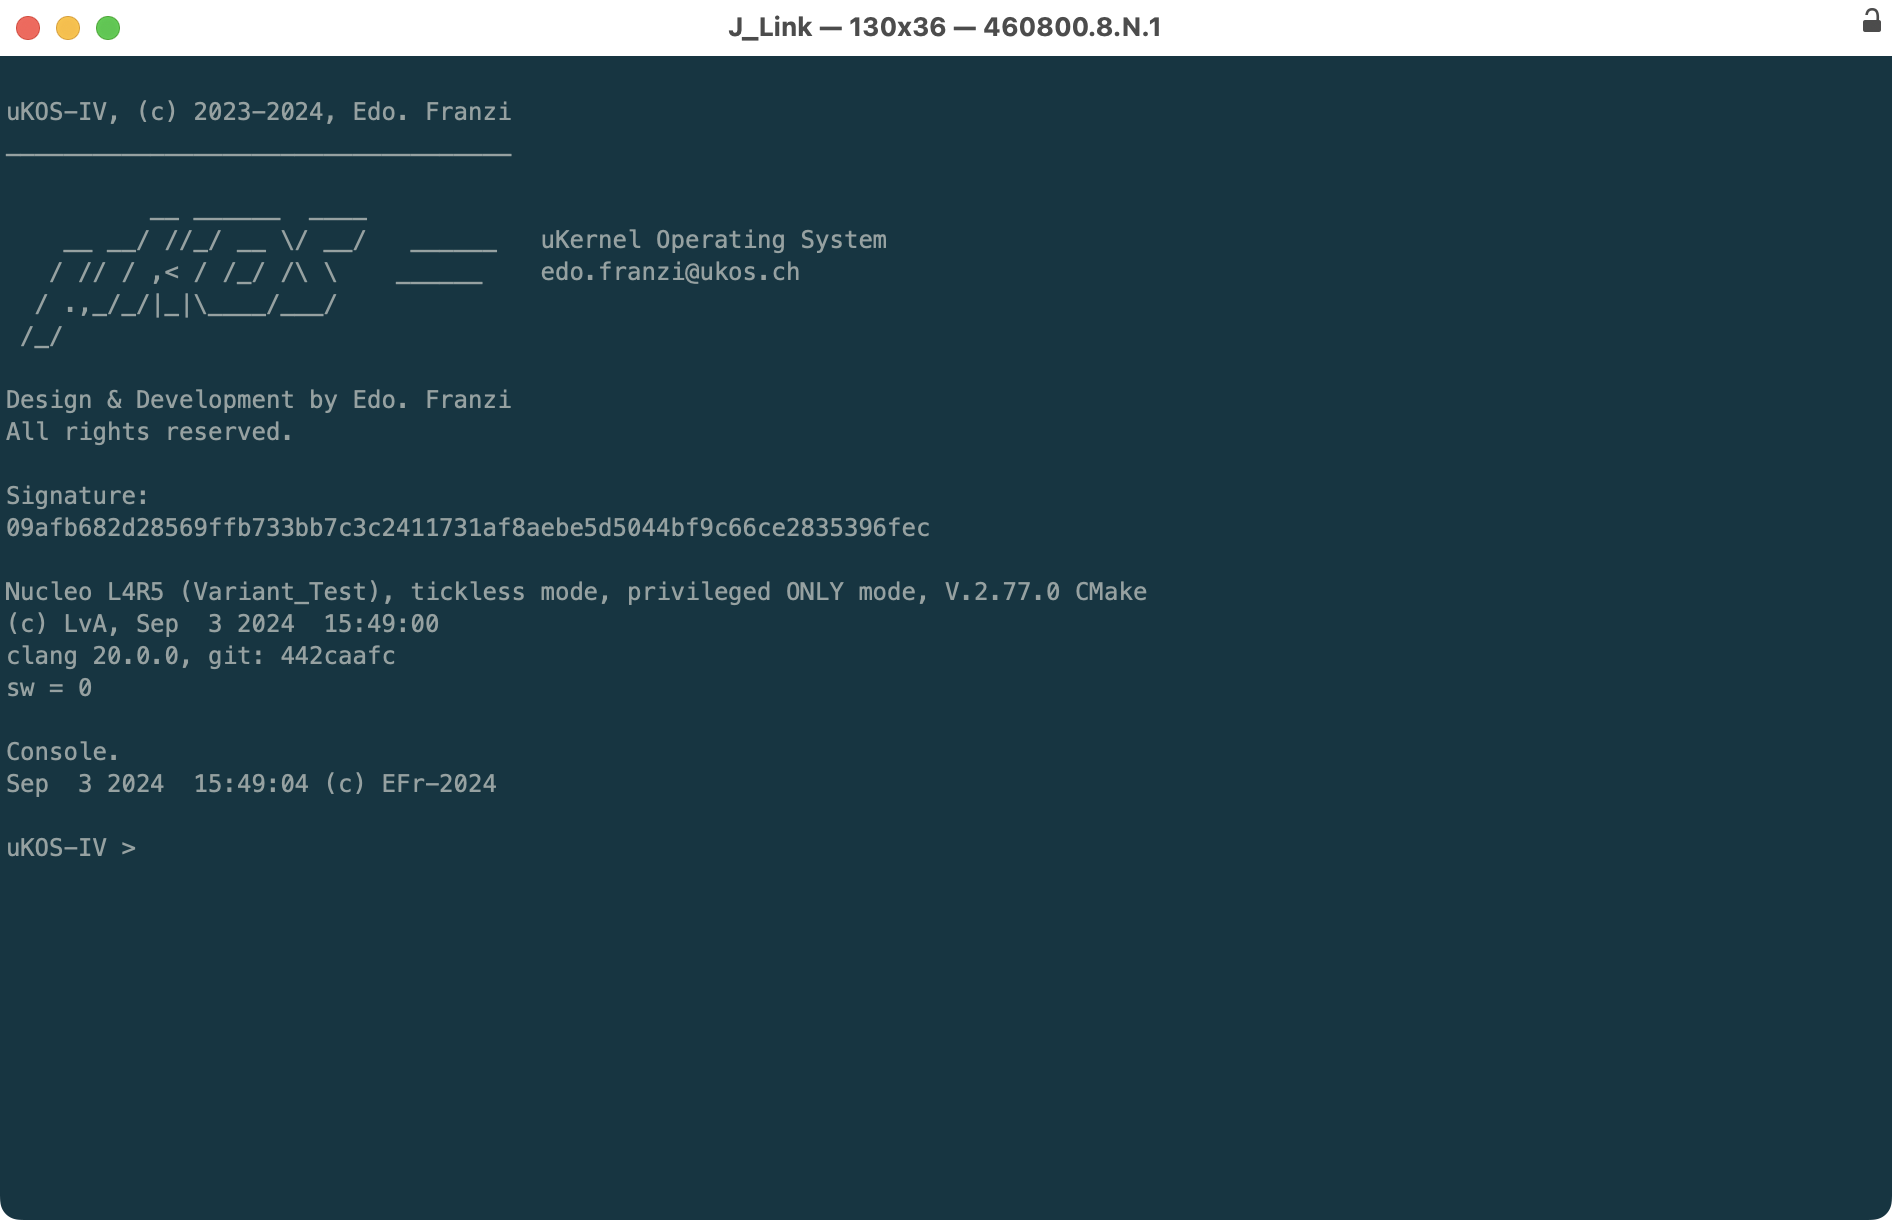 J_Link — 130x36 — 460800.8.N.1
uKOS-IV, (c) 2023-2024, Edo. Franzi
___________________________________
          __ ______  ____
    __ __/ //_/ __ \/ __/   ______   uKernel Operating System
   / // / ,< / /_/ /\ \    ______    edo.franzi@ukos.ch
  / .,_/_/|_|\____/___/
 /_/
Design & Development by Edo. Franzi
All rights reserved.
Signature:
09afb682d28569ffb733bb7c3c2411731af8aebe5d5044bf9c66ce2835396fec
Nucleo L4R5 (Variant_Test), tickless mode, privileged ONLY mode, V.2.77.0 CMake
(c) LvA, Sep  3 2024  15:49:00
clang 20.0.0, git: 442caafc
sw = 0
Console.
Sep  3 2024  15:49:04 (c) EFr-2024
uKOS-IV >